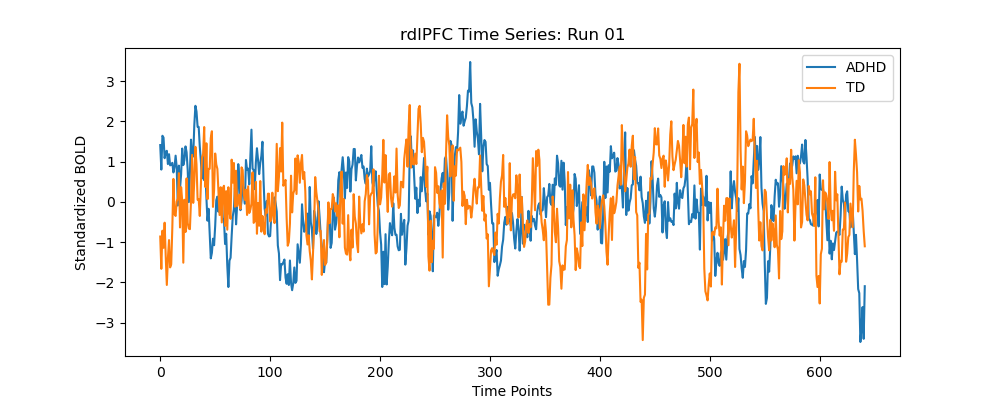 rdlPFC Time Series: Run 01
ADHD
TD
Standardized BOLD
3
2
1
0
−1
−2
−3
0 100 200 300 400 500 600
Time Points